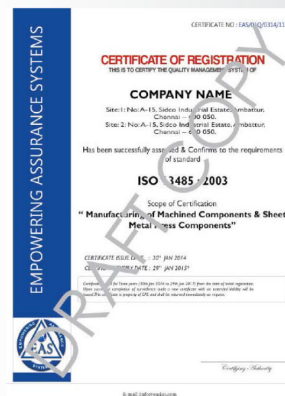 CERTIFICATE NO : EAS/
EMPOWERING ASSURANCE SYSTEMS
CERTIFICATE OF REGISTRATION
THIS IS TO CERTIFY THE QUALITY MANAGEMENT SYSTEM OF
COMPANY NAME
Site: 1: No: A-15, Sidco Industrial Estate, Ambattur,
Chennai – 600 050.
Site: 2: No: A-15, Sidco Industrial Estate, Ambattur,
Chennai – 600 050.
Has been successfully assessed & Confirms to the requirements
of standard
ISO 13485 : 2003
Scope of Certification
“ Manufacturing of Machined Components & Sheet
Metal Press Components”
CERTIFICATE ISSUE DATE : 30th JAN 2014
CERTIFICATE EXPIRY DATE : 29th JAN 2015*
DRAFT COPY
EAS
Certifying - Authority